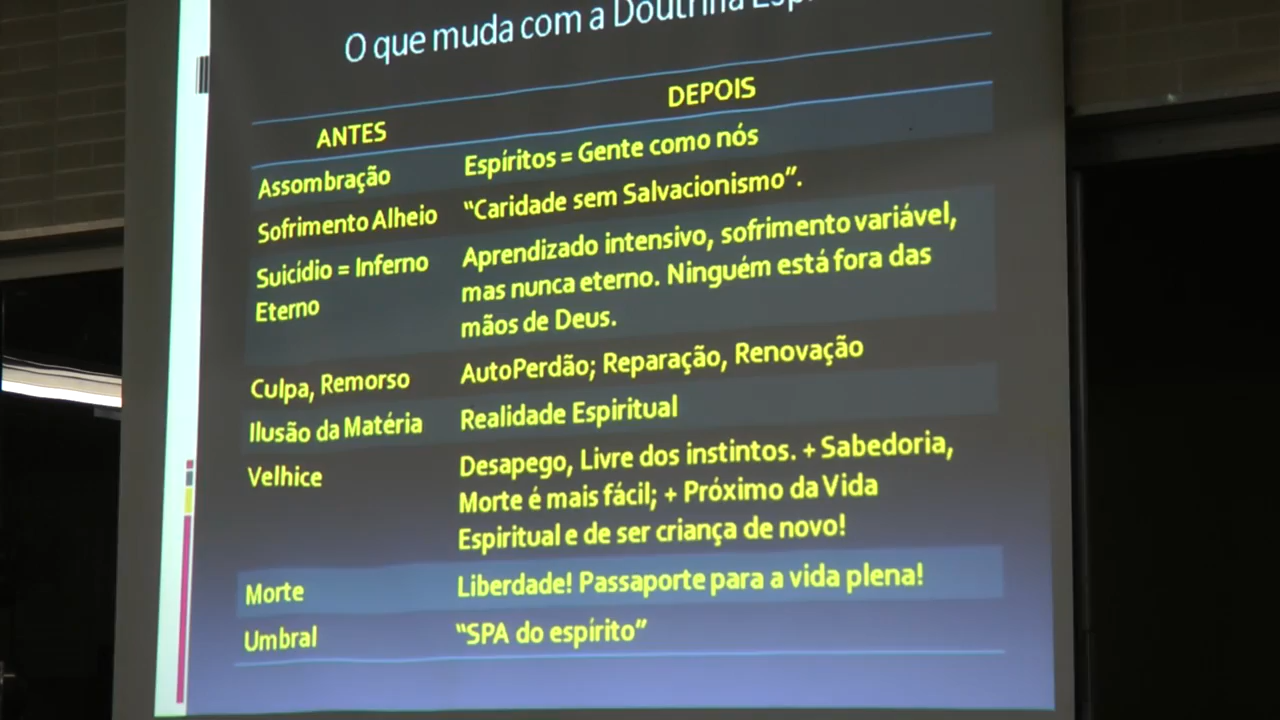 O que muda com a Doutrina
ANTES
DEPOIS
Assombração
Espíritos = Gente como nós
Sofrimento Alheio
“Caridade sem Salvacionismo”.
Suicídio = Inferno
Eterno
Aprendizado intensivo, sofrimento variável,
mas nunca eterno. Ninguém está fora das
mãos de Deus.
Culpa, Remorso
AutoPerdão; Reparação, Renovação
Ilusão da Matéria
Realidade Espiritual
Velhice
Desapego, Livre dos instintos. + Sabedoria,
Morte é mais fácil; + Próximo da Vida
Espiritual e de ser criança de novo!
Morte
Liberdade! Passaporte para a vida plena!
Umbral
“SPA do espírito”